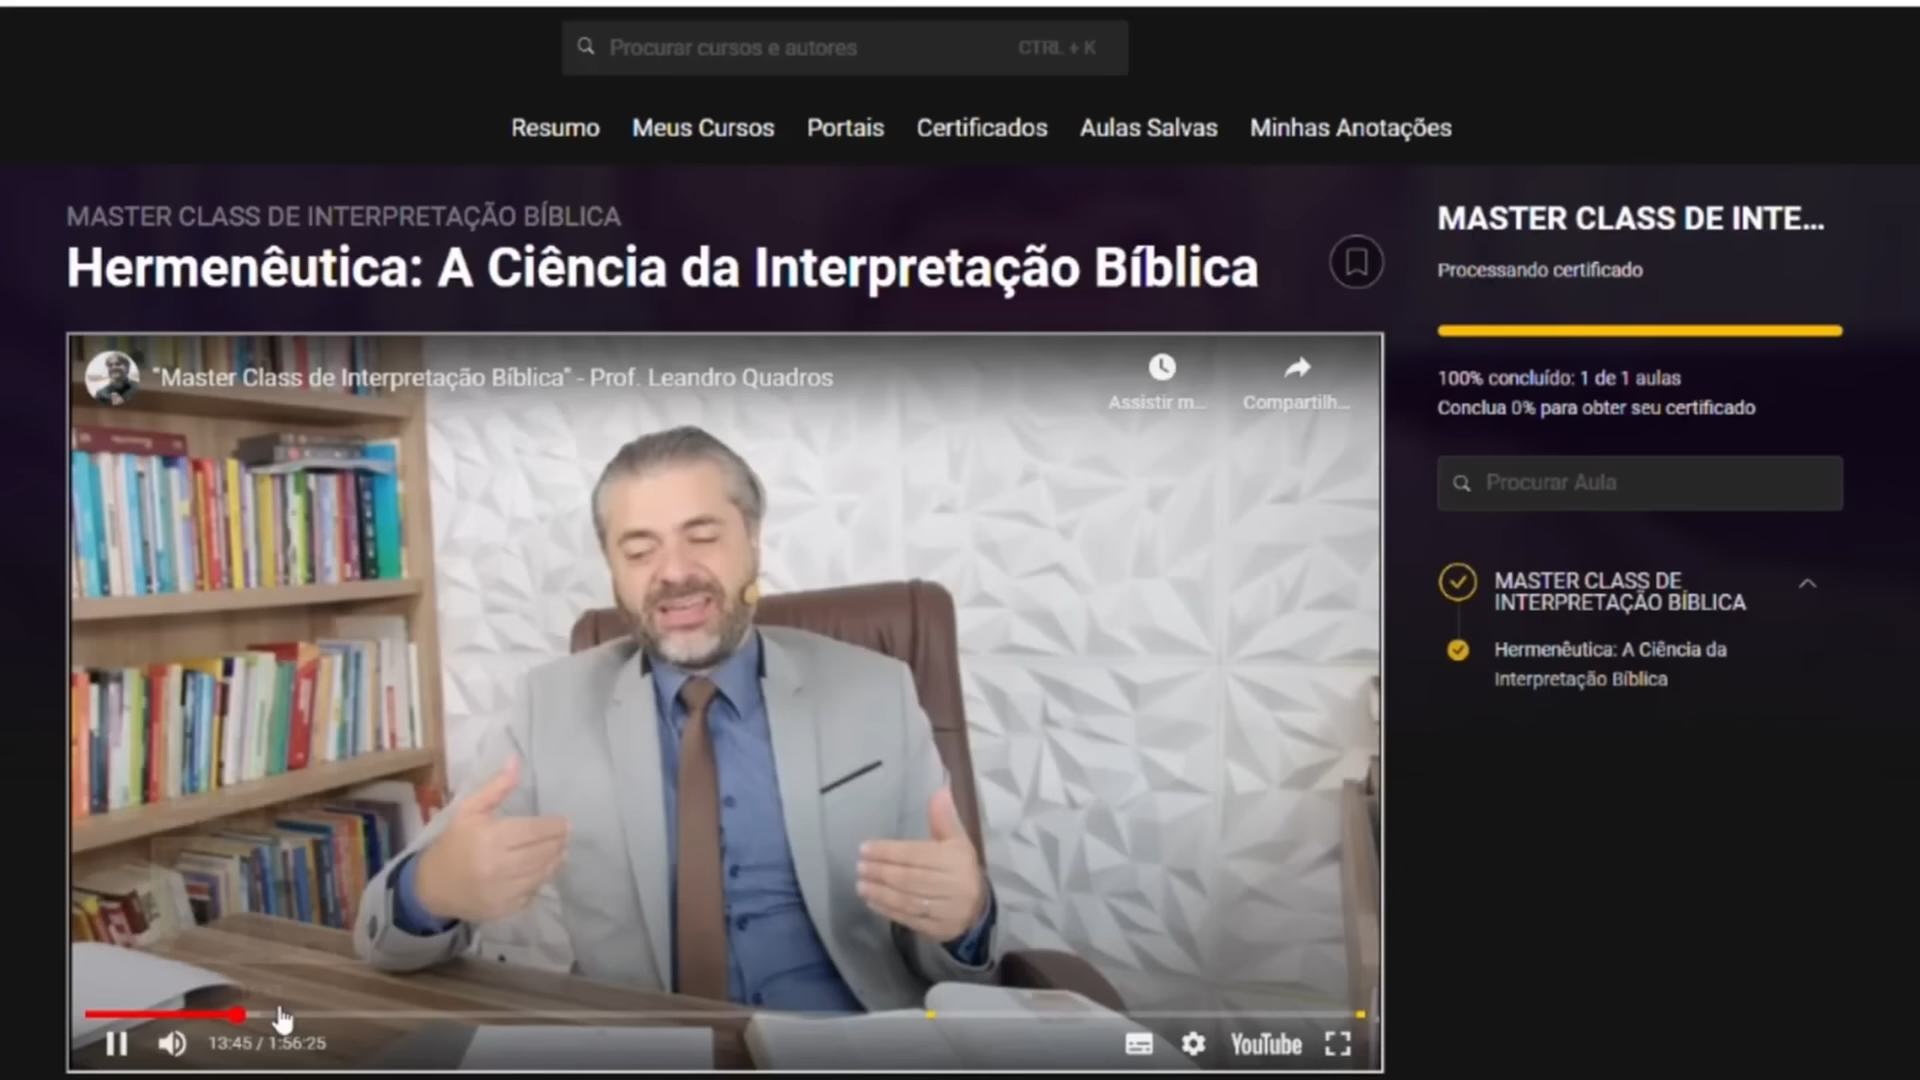 Procurar cursos e autores CTRL + K
Resumo Meus Cursos Portais Certificados Aulas Salvas Minhas Anotações
MASTER CLASS DE INTERPRETAÇÃO BÍBLICA
Hermenêutica: A Ciência da Interpretação Bíblica
"Master Class de Interpretação Bíblica" - Prof. Leandro Quadros
Assistir m...
Compartilh...
13:45 / 1:56:25
YouTube
MASTER CLASS DE INTE...
Processando certificado
100% concluído: 1 de 1 aulas
Conclua 0% para obter seu certificado
Procurar Aula
MASTER CLASS DE
INTERPRETAÇÃO BÍBLICA
Hermenêutica: A Ciência da
Interpretação Bíblica